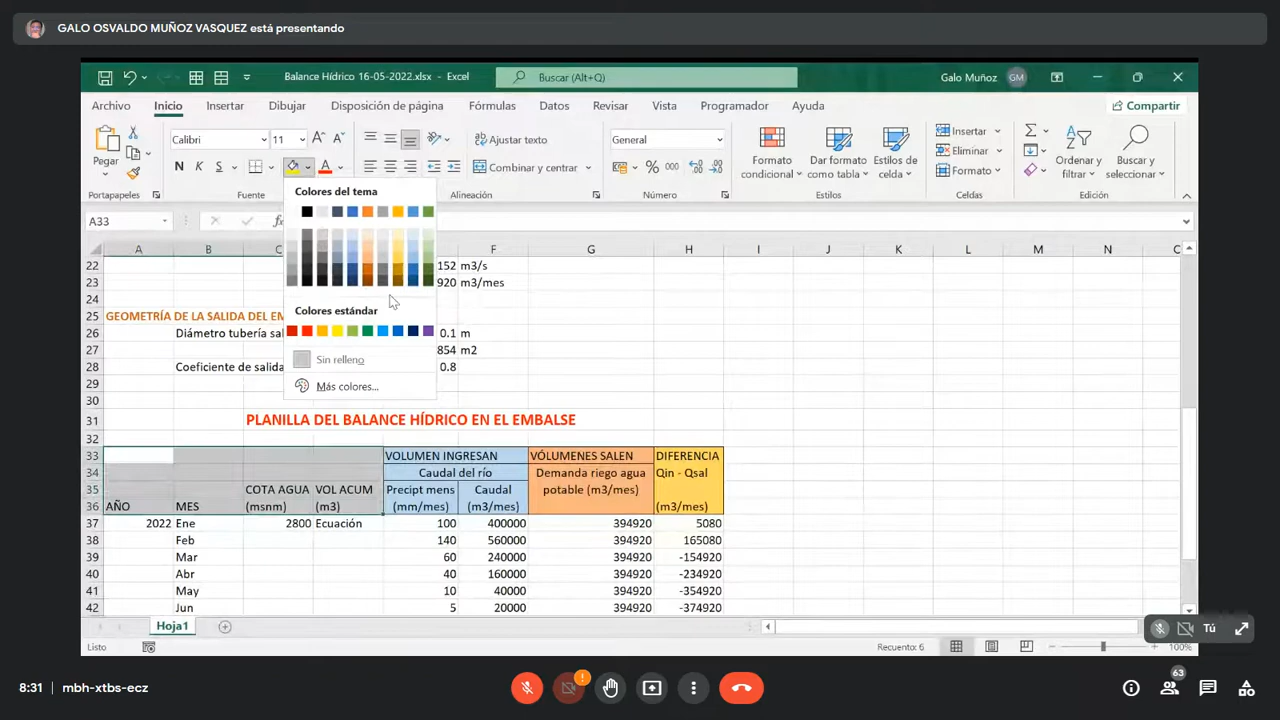 GALO OSVALDO MUÑOZ VASQUEZ está presentando
Balance Hídrico 16-05-2022.xlsx - Excel
Buscar (Alt+Q)
Galo Muñoz GM
Archivo Inicio Insertar Dibujar Disposición de página Fórmulas Datos Revisar Vista Programador Ayuda Compartir
Pegar
Calibri 11
N K S
Ajustar texto
Combinar y centrar
General
% 000
Formato condicional
Dar formato como tabla
Estilos de celda
Insertar
Eliminar
Formato
Ordenar y filtrar
Buscar y seleccionar
Portapapeles Fuente Alineación Número Estilos Celdas Edición
A33
Colores del tema
Colores estándar
Sin relleno
Más colores...
A B C F G H I J K L M N
22 152 m3/s
23 920 m3/mes
24
25 GEOMETRÍA DE LA SALIDA DEL EM
26 Diámetro tubería sal 0.1 m
27 854 m2
28 Coeficiente de salida 0.8
29
30
31 PLANILLA DEL BALANCE HÍDRICO EN EL EMBALSE
32
33 VOLUMEN INGRESAN VÓLUMENES SALEN DIFERENCIA
34 Caudal del río Demanda riego agua Qin - Qsal
35 COTA AGUA VOL ACUM Precipt mens Caudal potable (m3/mes)
36 AÑO MES (msnm) (m3) (mm/mes) (m3/mes) (m3/mes)
37 2022 Ene 2800 Ecuación 100 400000 394920 5080
38 Feb 140 560000 394920 165080
39 Mar 60 240000 394920 -154920
40 Abr 40 160000 394920 -234920
41 May 10 40000 394920 -354920
42 Jun 5 20000 394920 -374920
Hoja1
Listo
Recuento: 6
100%
Tú
8:31 mbh-xtbs-ecz
63